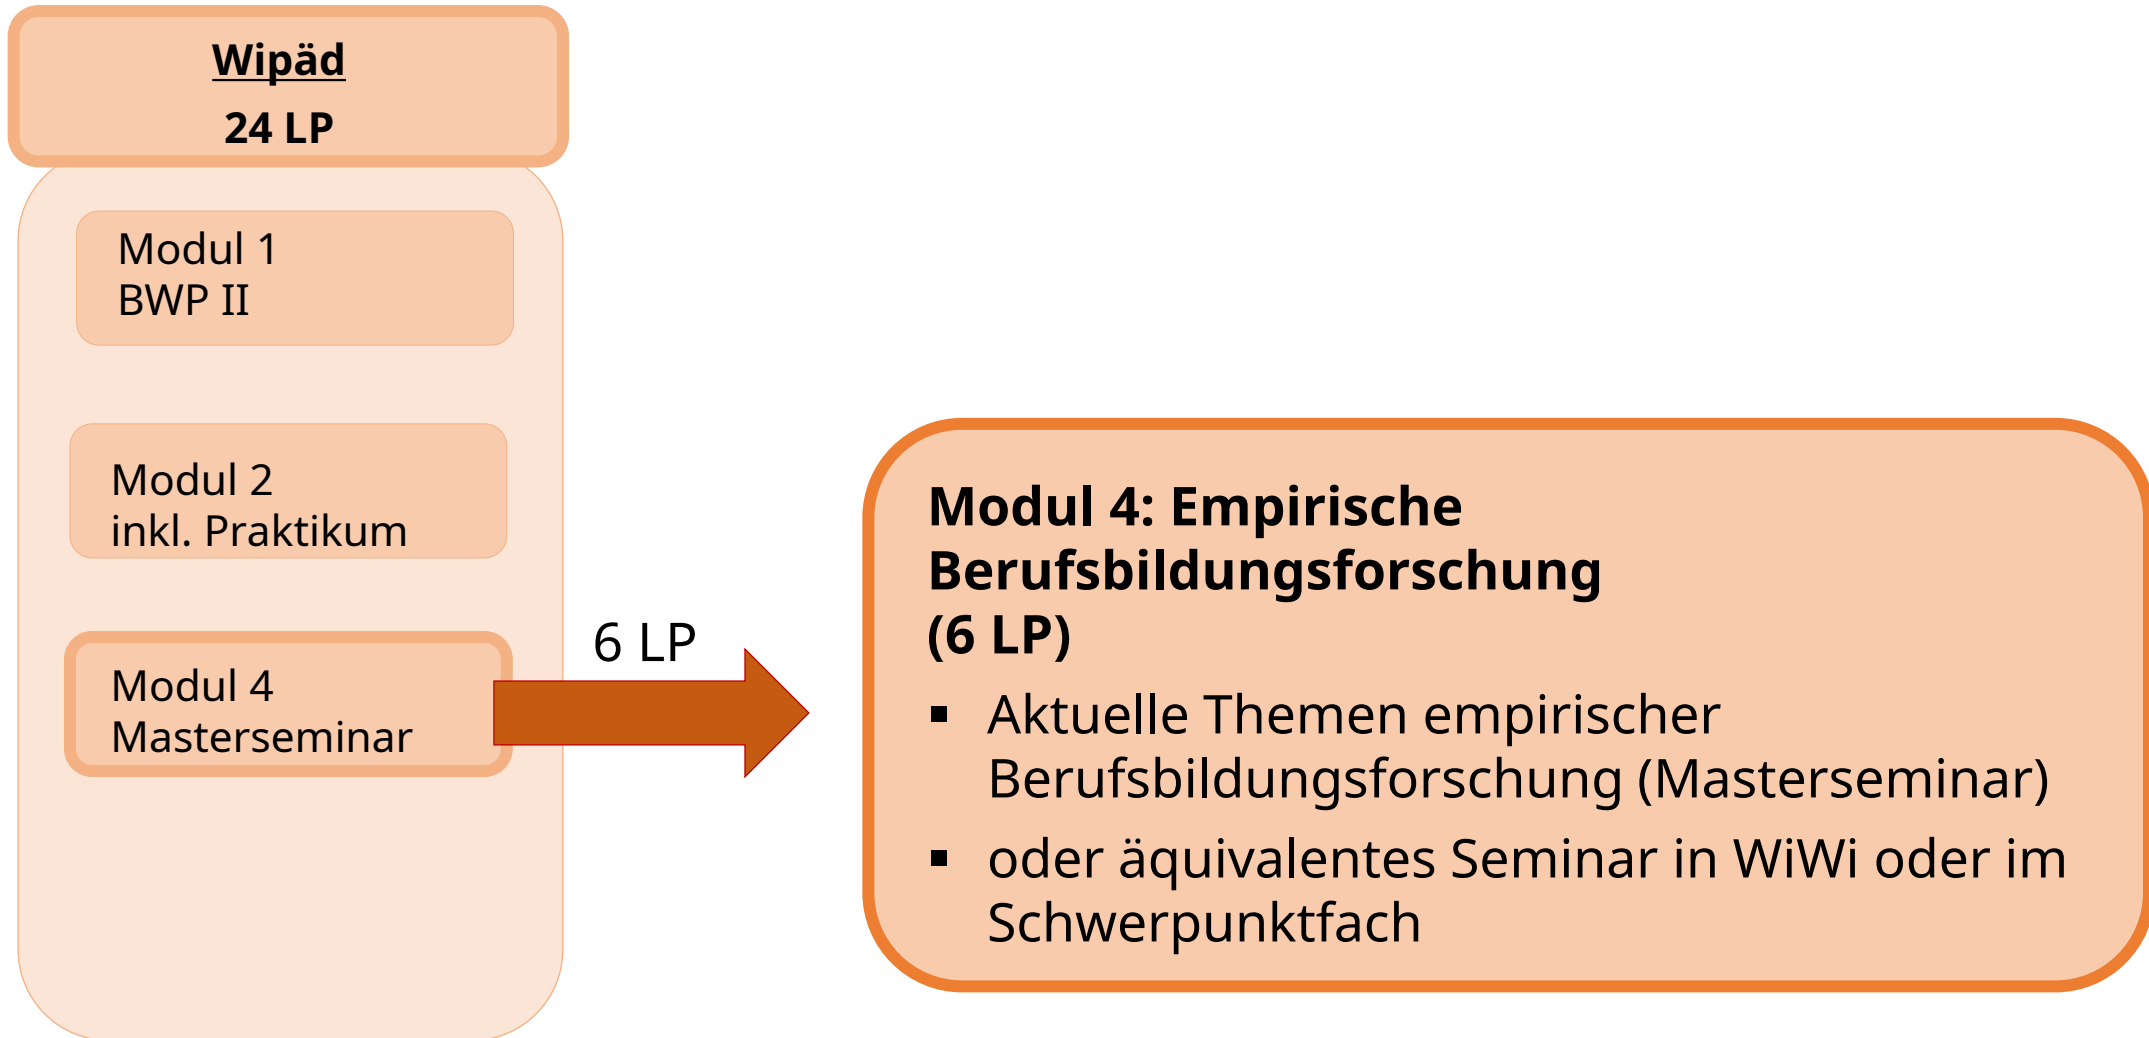 Wipäd
24 LP
Modul 1
BWP II
Modul 2
inkl. Praktikum
Modul 4
Masterseminar
6 LP
Modul 4: Empirische
Berufsbildungsforschung
(6 LP)
▪ Aktuelle Themen empirischer
Berufsbildungsforschung (Masterseminar)
▪ oder äquivalentes Seminar in WiWi oder im
Schwerpunktfach